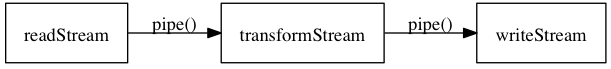 readStream
pipe()
transformStream
pipe()
writeStream